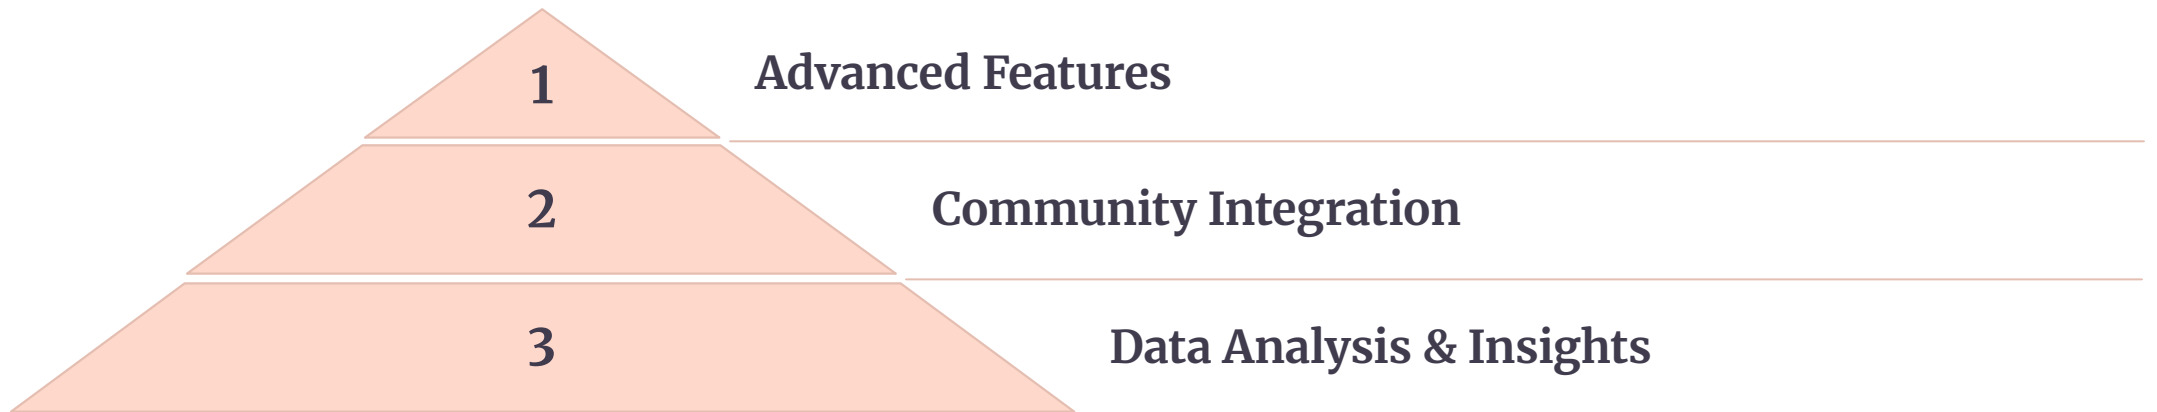 1
Advanced Features
2
Community Integration
3
Data Analysis & Insights